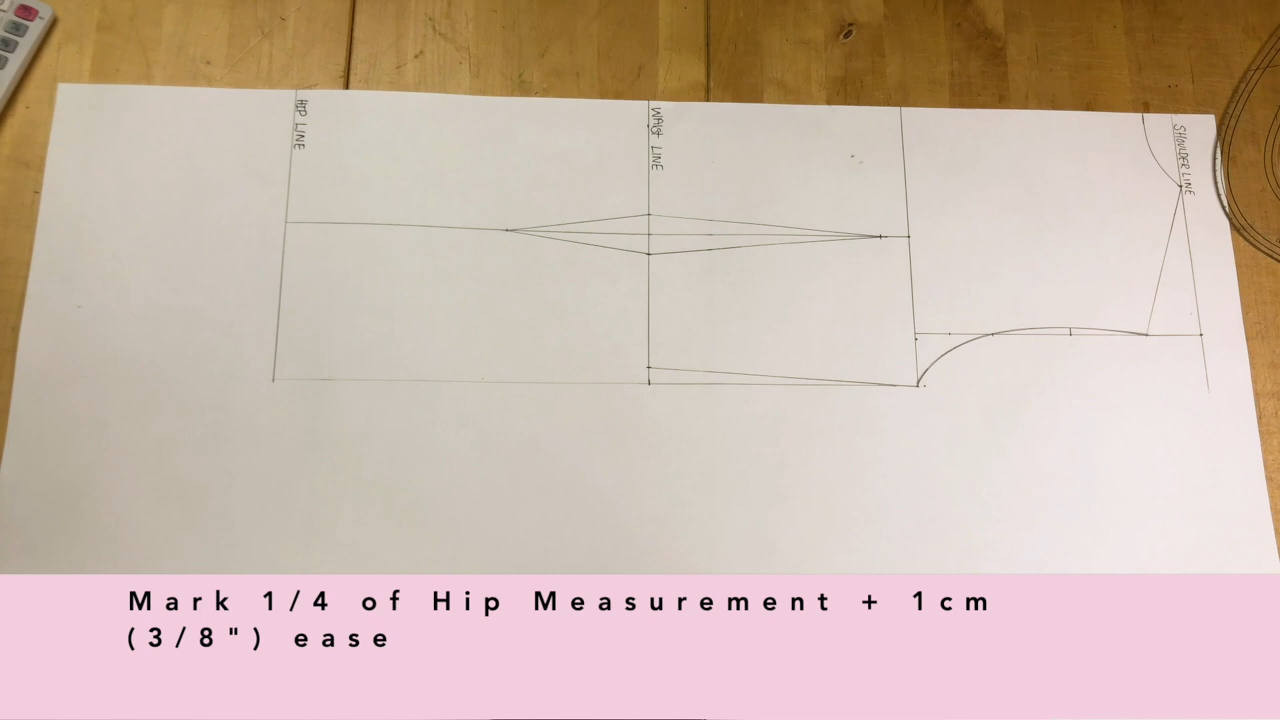 HIP LINE
WAIST LINE
SHOULDER LINE
Mark 1/4 of Hip Measurement + 1cm
(3/8") ease